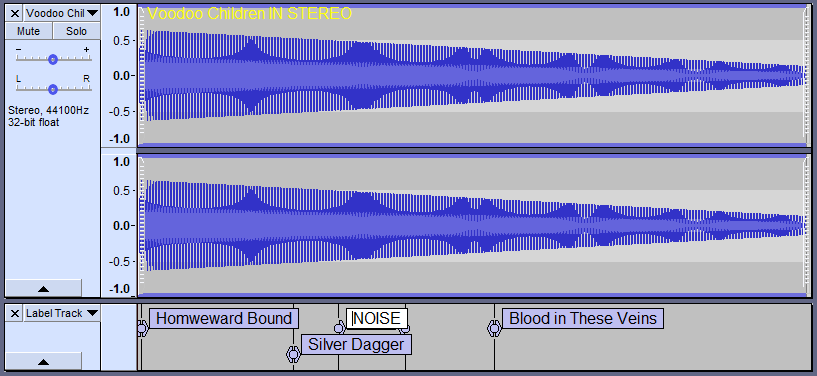 Voodoo Chil
Mute Solo
- +
L R
Stereo, 44100Hz
32-bit float
1.0
0.5-
0.0-
-0.5-
-1.0
Voodoo Children IN STEREO
1.0
0.5-
0.0-
-0.5-
-1.0
Label Track
Homweward Bound
NOISE
Blood in These Veins
Silver Dagger